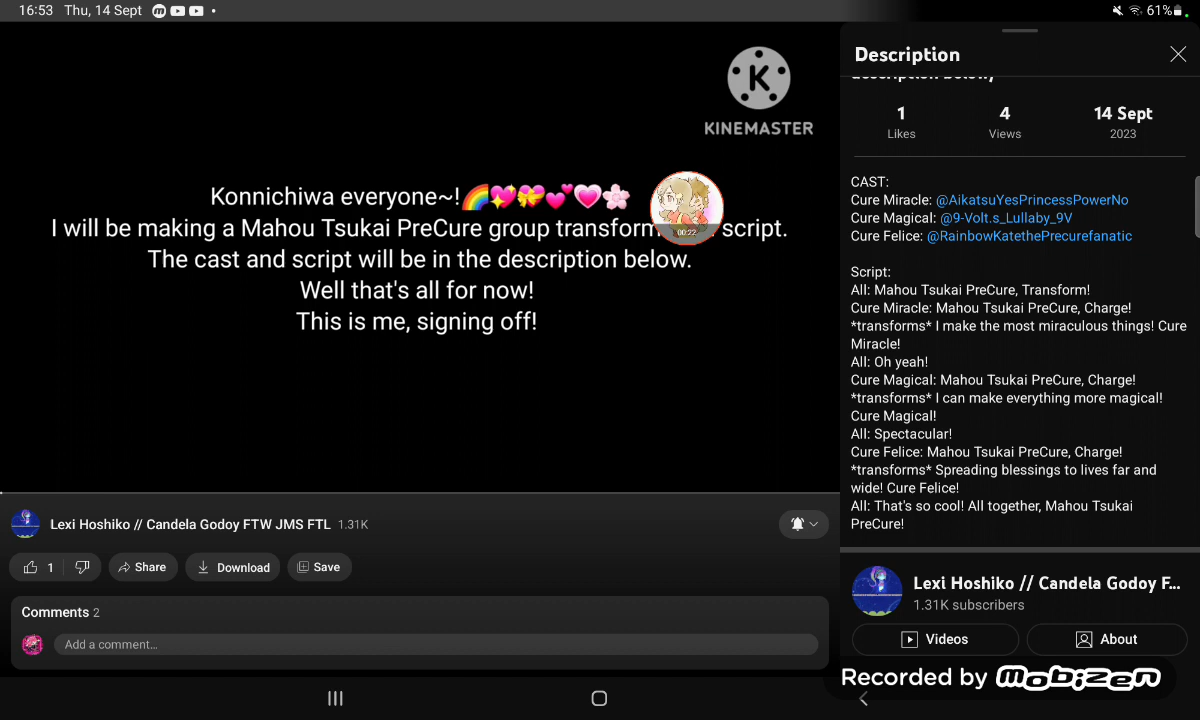 16:53 Thu, 14 Sept
61%
KINEMASTER
Konnichiwa everyone~!🌈💖💝💕💗🌸
I will be making a Mahou Tsukai PreCure group transform script.
00:22
The cast and script will be in the description below.
Well that's all for now!
This is me, signing off!
Lexi Hoshiko // Candela Godoy FTW JMS FTL 1.31K
1 Share Download Save
Comments 2
Add a comment...
Description
description below)
1 4 14 Sept
Likes Views 2023
CAST:
Cure Miracle: @AikatsuYesPrincessPowerNo
Cure Magical: @9-Volt.s_Lullaby_9V
Cure Felice: @RainbowKatethePrecurefanatic
Script:
All: Mahou Tsukai PreCure, Transform!
Cure Miracle: Mahou Tsukai PreCure, Charge!
*transforms* I make the most miraculous things! Cure
Miracle!
All: Oh yeah!
Cure Magical: Mahou Tsukai PreCure, Charge!
*transforms* I can make everything more magical!
Cure Magical!
All: Spectacular!
Cure Felice: Mahou Tsukai PreCure, Charge!
*transforms* Spreading blessings to lives far and
wide! Cure Felice!
All: That's so cool! All together, Mahou Tsukai
PreCure!
Lexi Hoshiko // Candela Godoy F...
1.31K subscribers
Videos About
Recorded by mobizen